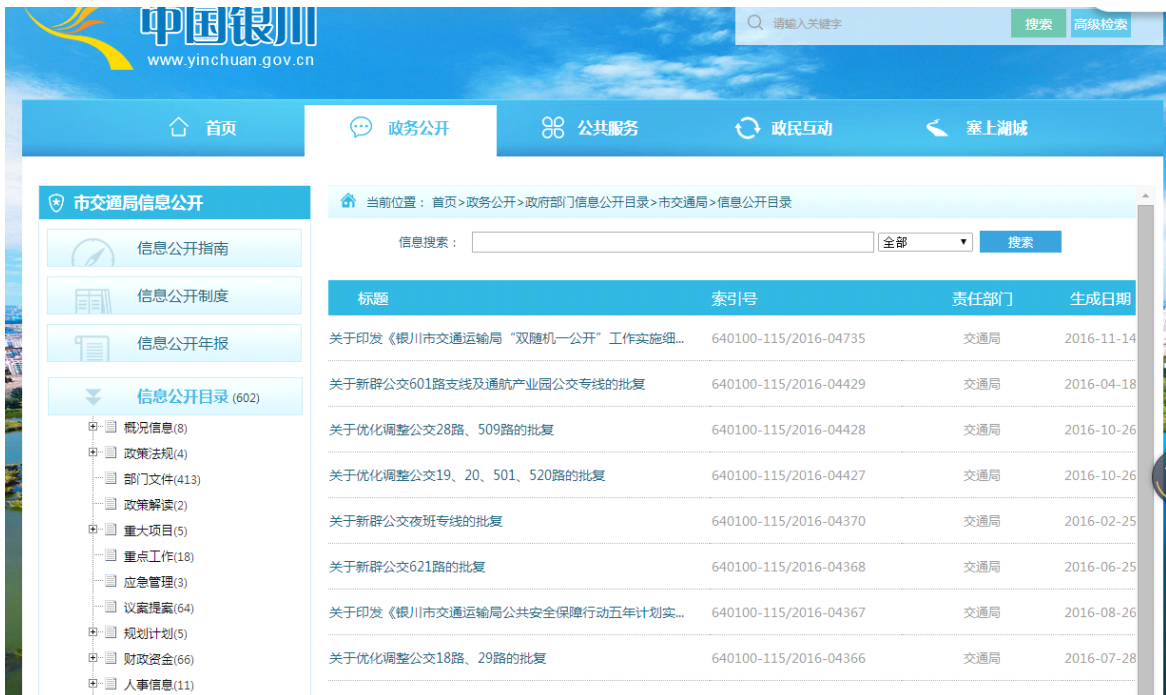 中国银川
www.yinchuan.gov.cn
请输入关键字
搜索
高级检索
首页
政务公开
公共服务
政民互动
塞上湖城
市交通局信息公开
信息公开指南
信息公开制度
信息公开年报
信息公开目录 (602)
概况信息(8)
政策法规(4)
部门文件(413)
政策解读(2)
重大项目(5)
重点工作(18)
应急管理(3)
议案提案(64)
规划计划(5)
财政资金(66)
人事信息(11)
当前位置： 首页>政务公开>政府部门信息公开目录>市交通局>信息公开目录
信息搜索： 全部 搜索
标题 索引号 责任部门 生成日期
关于印发《银川市交通运输局“双随机一公开”工作实施细... 640100-115/2016-04735 交通局 2016-11-14
关于新辟公交601路支线及通航产业园公交专线的批复 640100-115/2016-04429 交通局 2016-04-18
关于优化调整公交28路、509路的批复 640100-115/2016-04428 交通局 2016-10-26
关于优化调整公交19、20、501、520路的批复 640100-115/2016-04427 交通局 2016-10-26
关于新辟公交夜班专线的批复 640100-115/2016-04370 交通局 2016-02-25
关于新辟公交621路的批复 640100-115/2016-04368 交通局 2016-06-25
关于印发《银川市交通运输局公共安全保障行动五年计划实... 640100-115/2016-04367 交通局 2016-08-26
关于优化调整公交18路、29路的批复 640100-115/2016-04366 交通局 2016-07-28